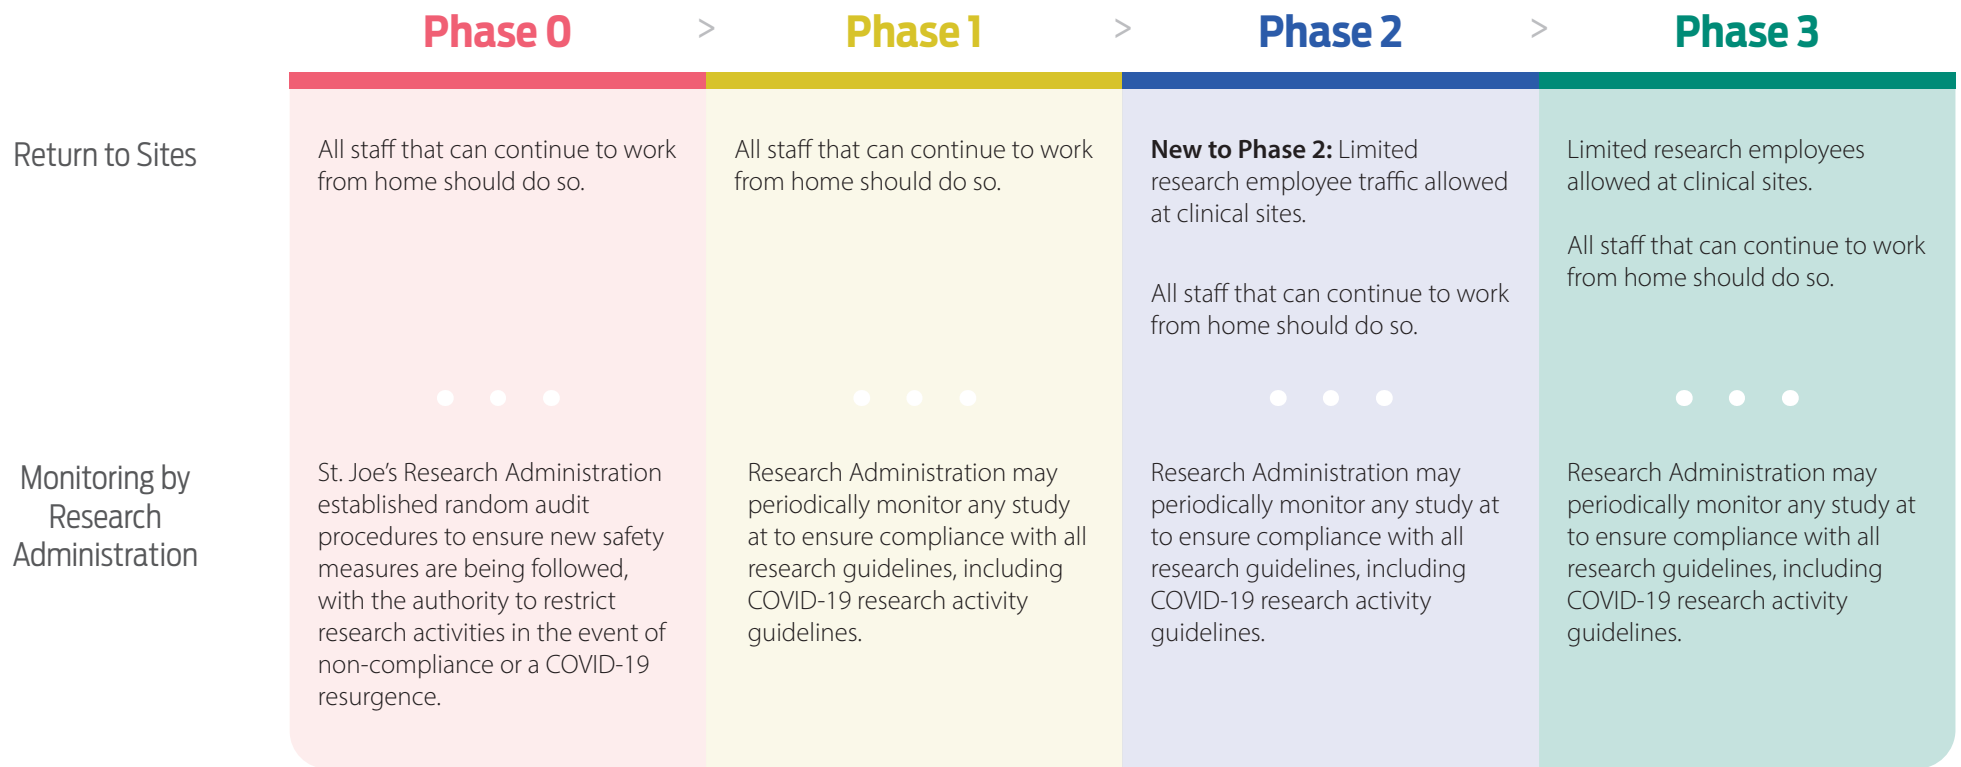 Phase 0 > Phase 1 > Phase 2 > Phase 3
Return to Sites
All staff that can continue to work
from home should do so.
All staff that can continue to work
from home should do so.
New to Phase 2: Limited
research employee traffic allowed
at clinical sites.
All staff that can continue to work
from home should do so.
Limited research employees
allowed at clinical sites.
All staff that can continue to work
from home should do so.
Monitoring by
Research
Administration
St. Joe’s Research Administration
established random audit
procedures to ensure new safety
measures are being followed,
with the authority to restrict
research activities in the event of
non-compliance or a COVID-19
resurgence.
Research Administration may
periodically monitor any study
at to ensure compliance with all
research guidelines, including
COVID-19 research activity
guidelines.
Research Administration may
periodically monitor any study at
to ensure compliance with all
research guidelines, including
COVID-19 research activity
guidelines.
Research Administration may
periodically monitor any study at
to ensure compliance with all
research guidelines, including
COVID-19 research activity
guidelines.